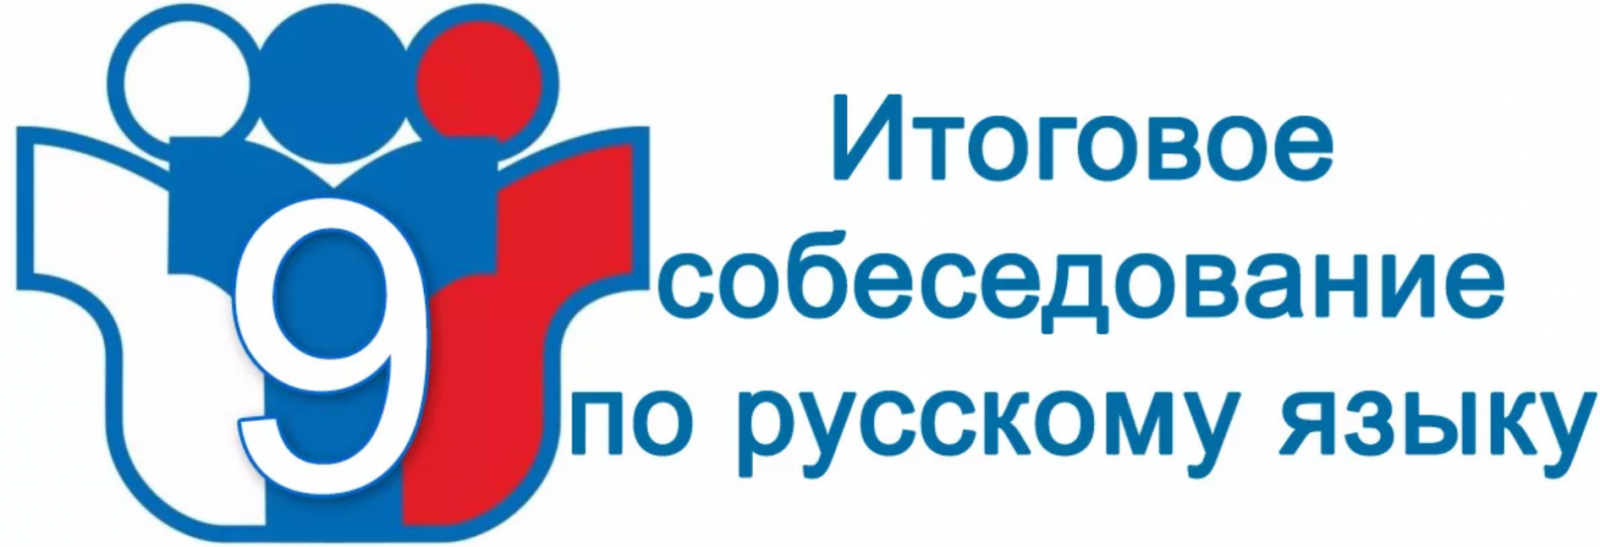 9
Итоговое
собеседование
по русскому языку